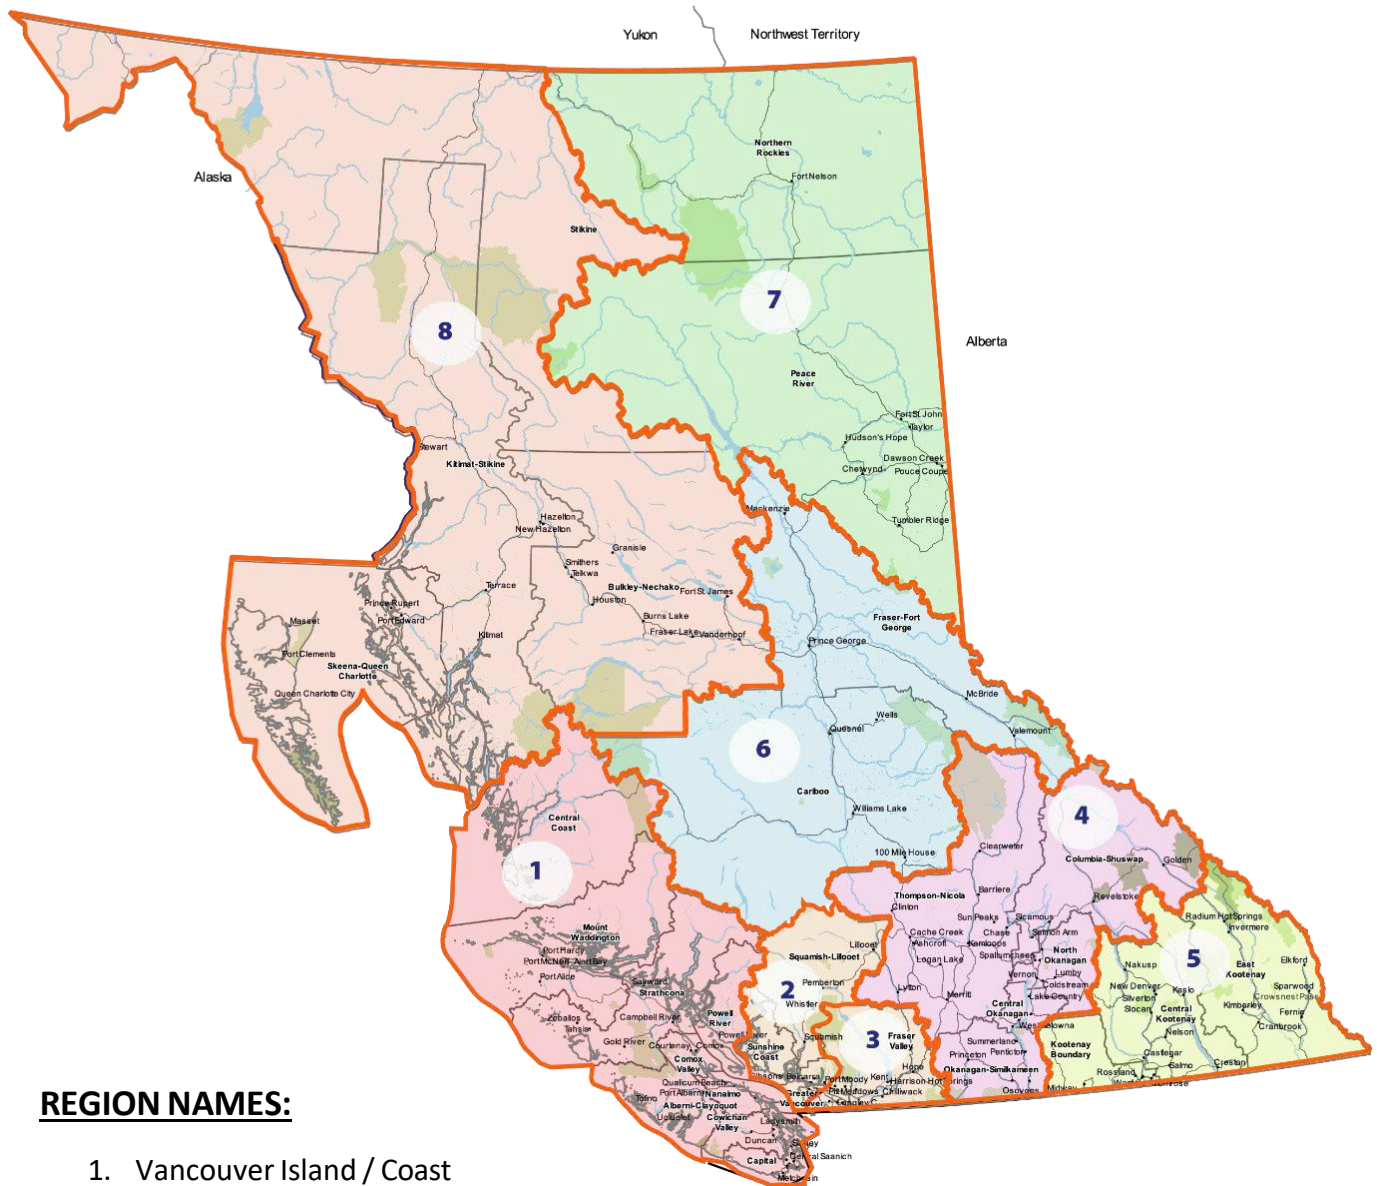 Yukon
Northwest Territory
Northern
Rockies
Fort Nelson
Alaska
Stikine
7
8
Alberta
Peace
River
Fort St John
Taylor
Hudson's Hope
Stewart
Dawson Creek
Kitimat-Stikine
Chetwynd
Pouce Coupe
Mackenzie
Hazelton
New Hazelton
Tumbler Ridge
Granisle
Smithers
Telkwa
Terrace
Bulkley-Nechako
Fort St James
Houston
Prince Rupert
Port Edward
Burns Lake
Masset
Fraser-Fort
George
Kitimat
Fraser Lake
Vanderhoof
Prince George
Port Clements
Skeena-Queen
Charlotte
Queen Charlotte City
McBride
Wells
Quesnel
Valemount
6
Cariboo
Williams Lake
Central
Coast
4
100 Mile House
Clearwater
Columbia-Shuswap
Golden
1
Thompson-Nicola
Clinton
Barriere
Revelstoke
Sun Peaks
Sicamous
Radium Hot Springs
Invermere
Mount
Waddington
Cache Creek
Chase
Salmon Arm
Port Hardy
Lillooet
Ashcroft
Kamloops
North
Okanagan
Port McNeill
Alert Bay
Squamish-Lillooet
Logan Lake
Spallumcheen
5
Elkford
Port Alice
Vernon
Lumby
Nakusp
East
Kootenay
Sayward
Strathcona
Pemberton
Coldstream
New Denver
Kaslo
Sparwood
2
Lytton
Merritt
Lake Country
Silverton
Crowsnest Pass
Whistler
Slocan
Central
Kootenay
Kimberley
Fernie
Zeballos
Tahsis
Campbell River
Powell
River
Central
Okanagan
Nelson
Cranbrook
Gold River
Courtenay
Comox
Squamish
3
Fraser
Valley
Summerland
Kootenay
Boundary
Comox
Valley
Sunshine
Coast
Princeton
Penticton
Castlegar
Salmo
Creston
Hope
Okanagan-Similkameen
Rossland
Qualicum Beach
Port Moody
Kent
Harrison Hot Springs
Osoyoos
Midway
Tofino
Port Alberni
Nanaimo
Greater
Vancouver
Chilliwack
Alberni-Clayoquot
Ucluelet
Cowichan
Valley
Ladysmith
Duncan
Capital
Central Saanich
Metchosin
REGION NAMES:
1. Vancouver Island / Coast